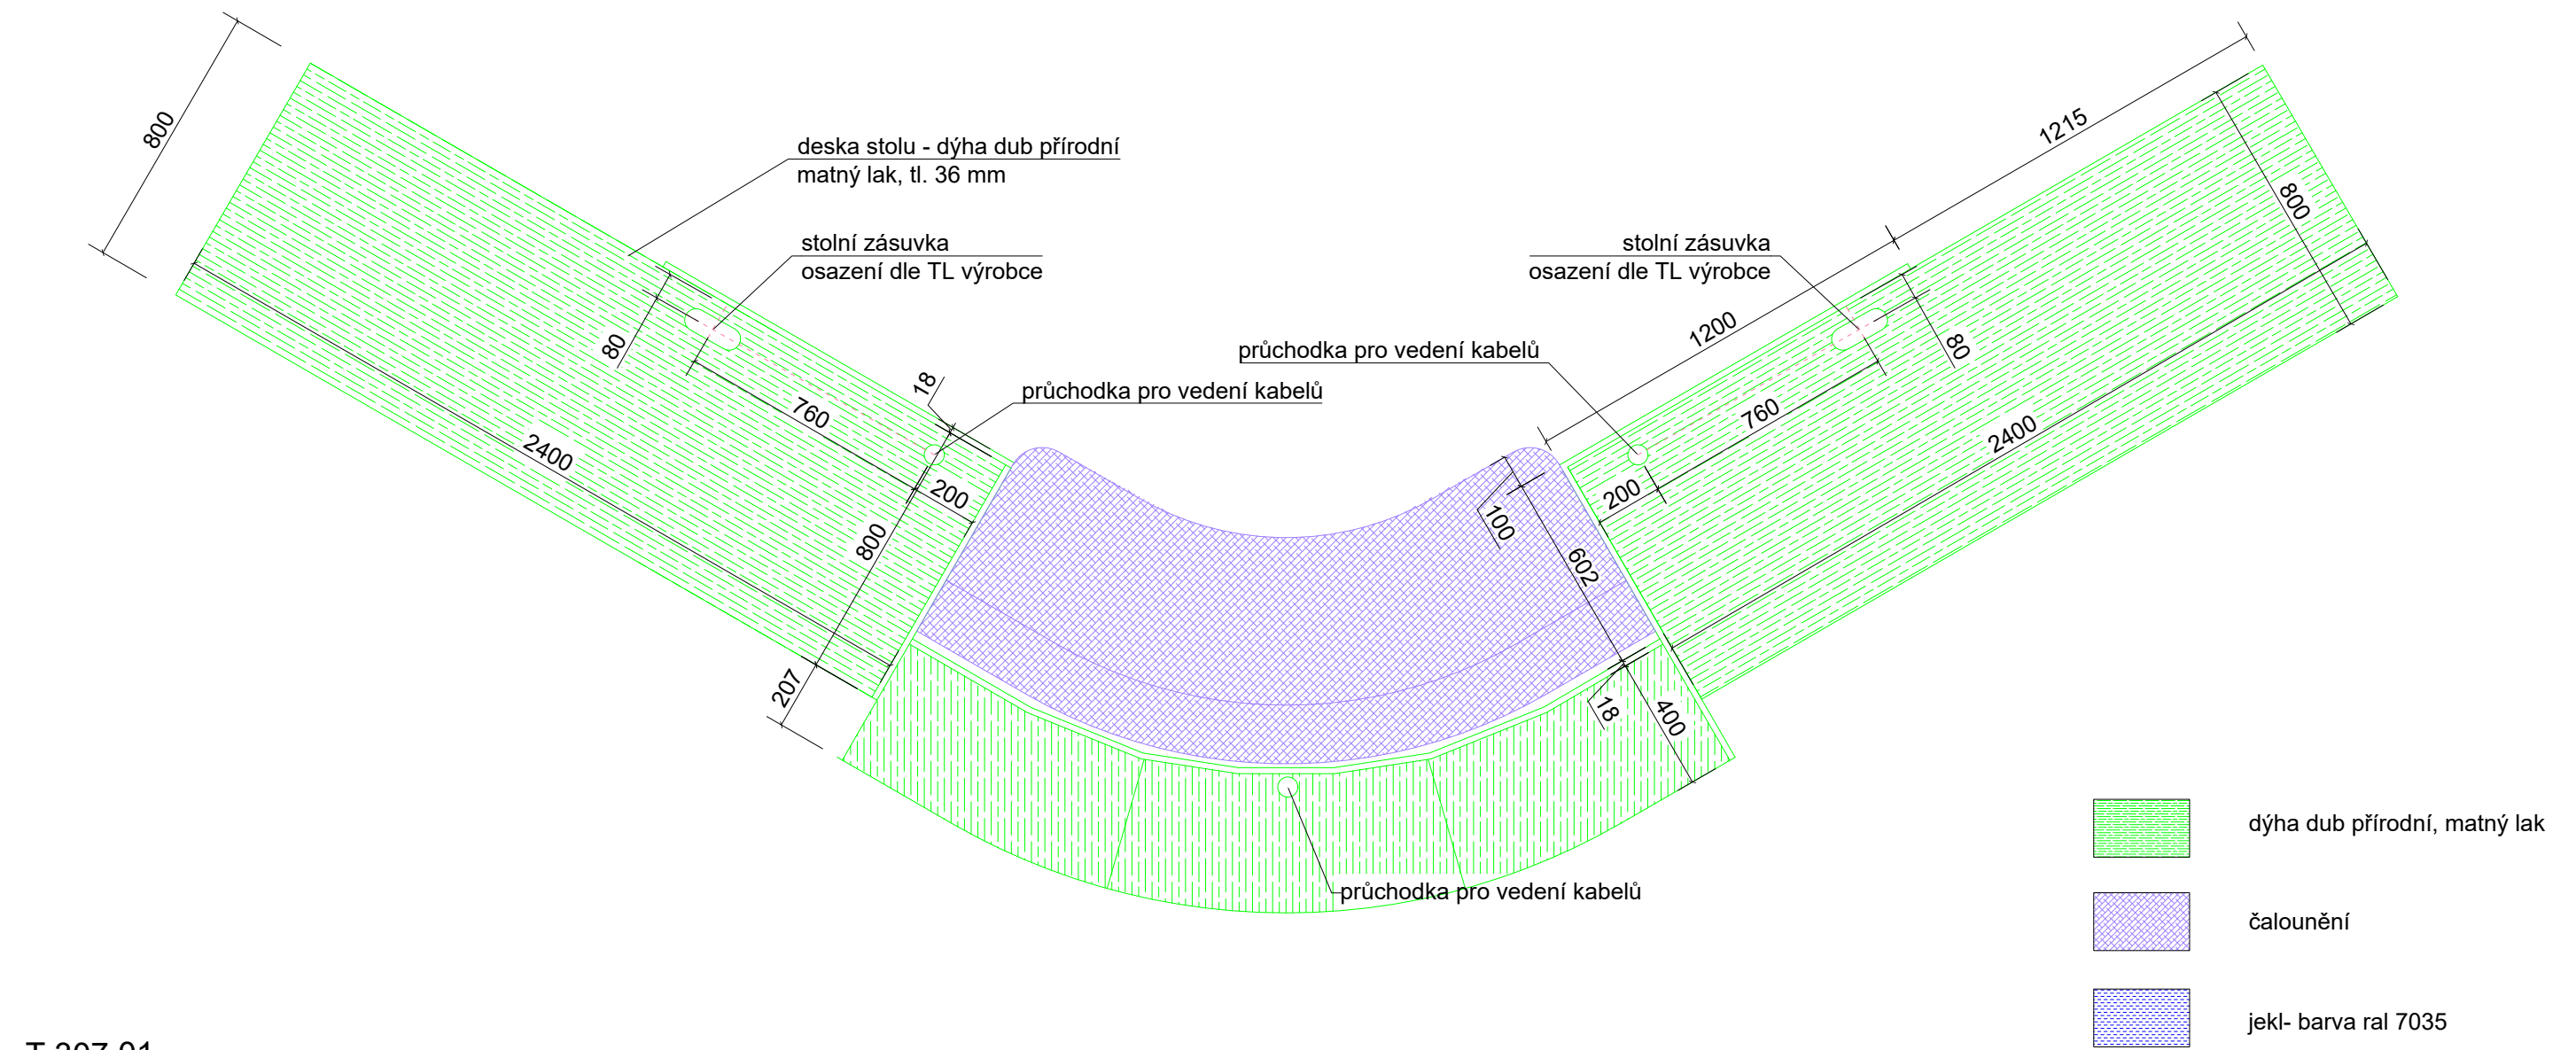 800
deska stolu - dýha dub přírodní
matný lak, tl. 36 mm
1215
800
stolní zásuvka
osazení dle TL výrobce
stolní zásuvka
osazení dle TL výrobce
80
1200
80
průchodka pro vedení kabelů
18
průchodka pro vedení kabelů
760
760
2400
2400
200
200
800
100
602
207
18
400
průchodka pro vedení kabelů
dýha dub přírodní, matný lak
čalounění
jekl- barva ral 7035